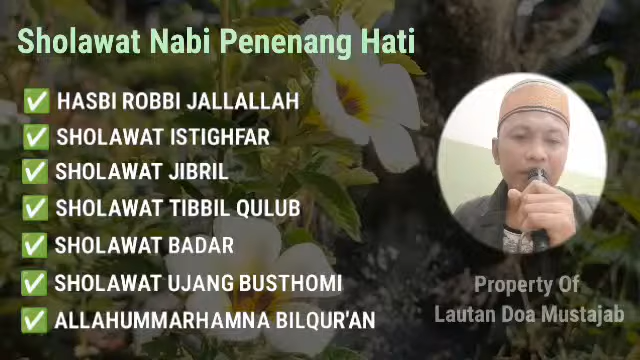 Sholawat Nabi Penenang Hati
✅ HASBI ROBBI JALLALLAH
✅ SHOLAWAT ISTIGHFAR
✅ SHOLAWAT JIBRIL
✅ SHOLAWAT TIBBIL QULUB
✅ SHOLAWAT BADAR
✅ SHOLAWAT UJANG BUSTHOMI
✅ ALLAHUMMARHAMNA BILQUR'AN
Property Of
Lautan Doa Mustajab